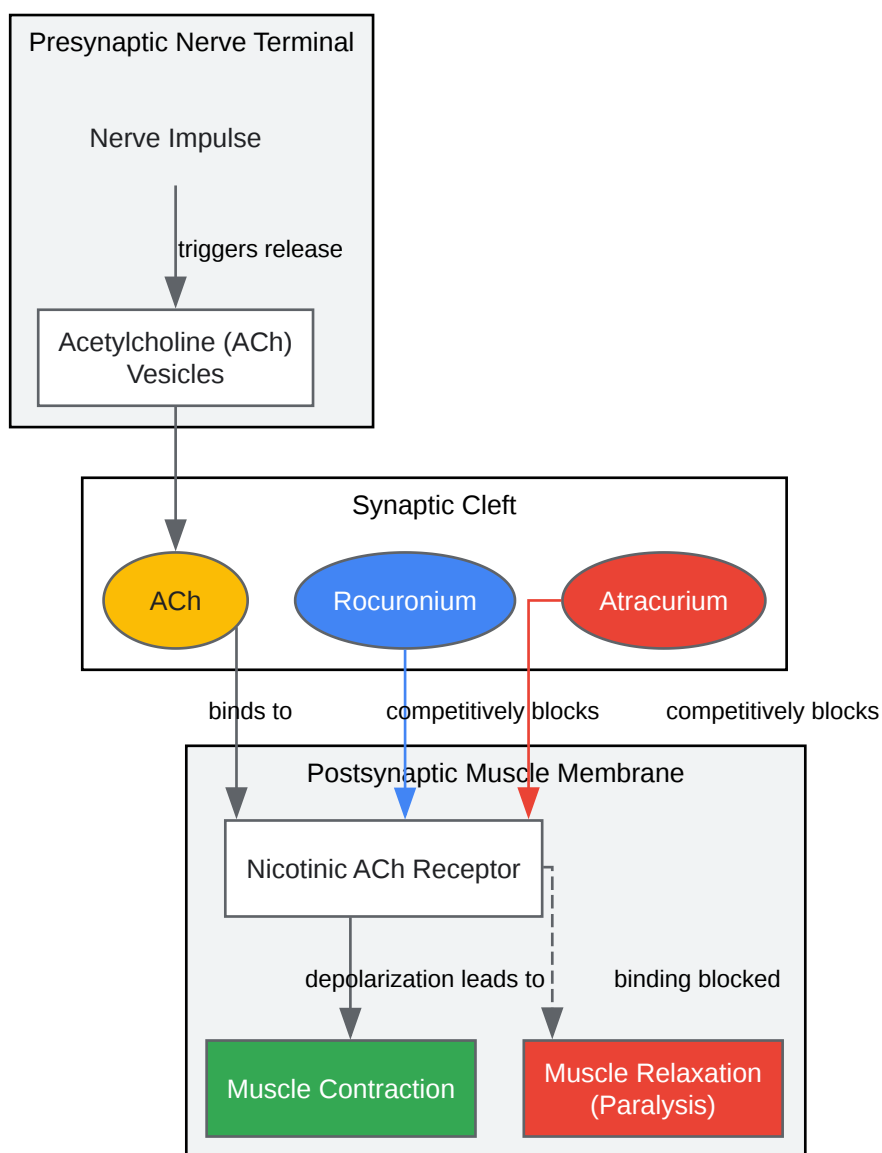 Presynaptic Nerve Terminal
Nerve Impulse
triggers release
Acetylcholine (ACh)
Vesicles
Synaptic Cleft
ACh
Rocuronium
Atracurium
binds to
competitively blocks
competitively blocks
Postsynaptic Muscle Membrane
Nicotinic ACh Receptor
depolarization leads to
binding blocked
Muscle Contraction
Muscle Relaxation
(Paralysis)